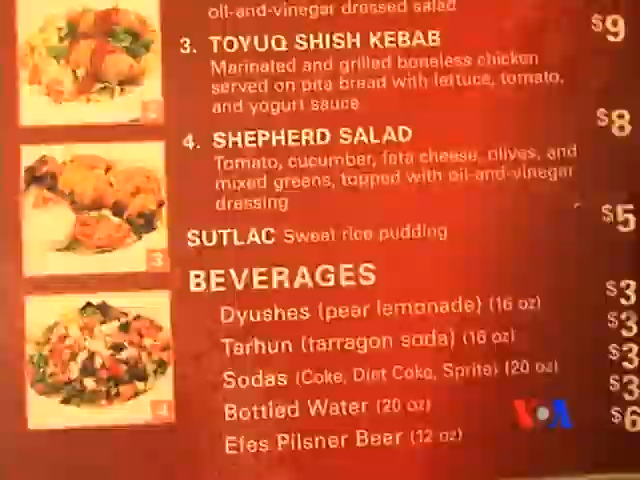 oil-and-vinegar dressed salad
$9
3. TOYUQ SHISH KEBAB
Marinated and grilled boneless chicken
served on pita bread with lettuce, tomato,
and yogurt sauce
2
$8
4. SHEPHERD SALAD
Tomato, cucumber, feta cheese, olives, and
mixed greens, topped with oil-and-vinegar
dressing
3
$5
SUTLAC Sweet rice pudding
BEVERAGES
Dyushes (pear lemonade) (16 oz) $3
Tarhun (tarragon soda) (16 oz) $3
Sodas (Coke, Diet Coke, Sprite) (20 oz) $3
Bottled Water (20 oz) $3
Efes Pilsner Beer (12 oz) $6
4
VOA